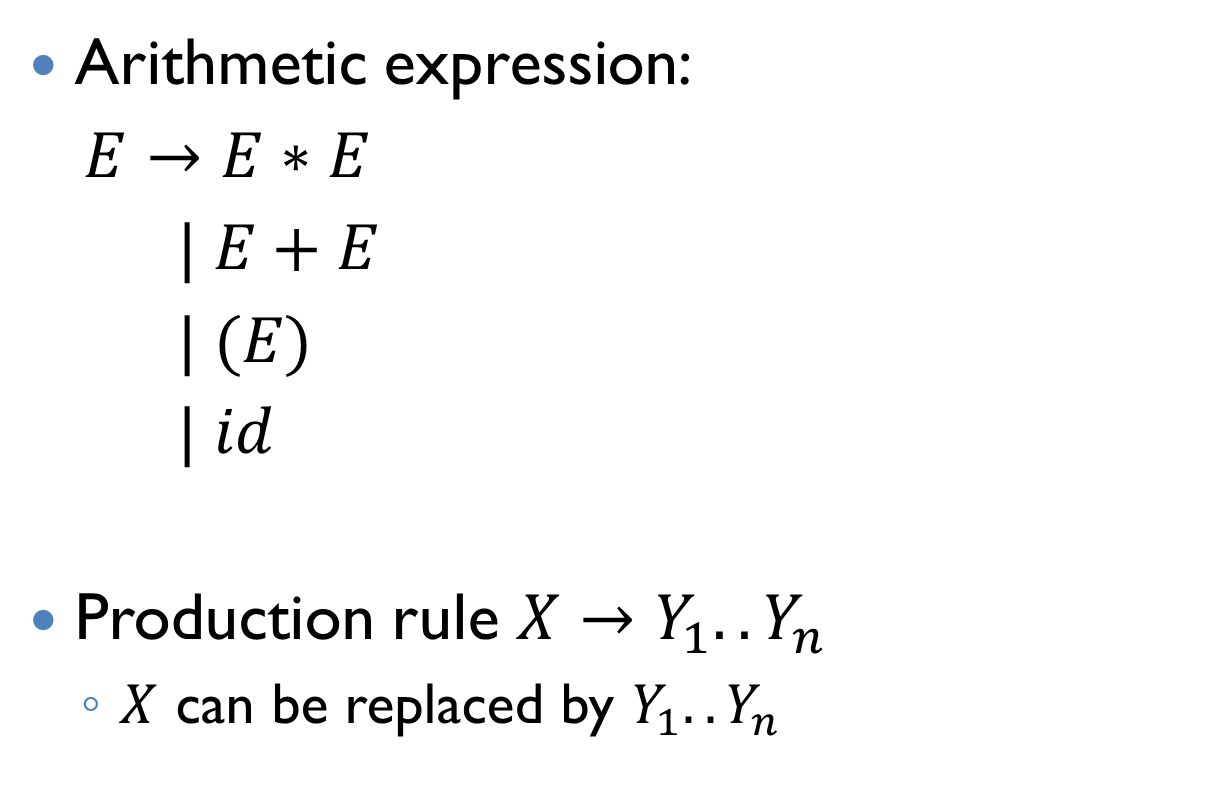 • Arithmetic expression:
E → E ∗ E
| E + E
| (E)
| id
• Production rule X → Y₁..Yₙ
◦ X can be replaced by Y₁..Yₙ